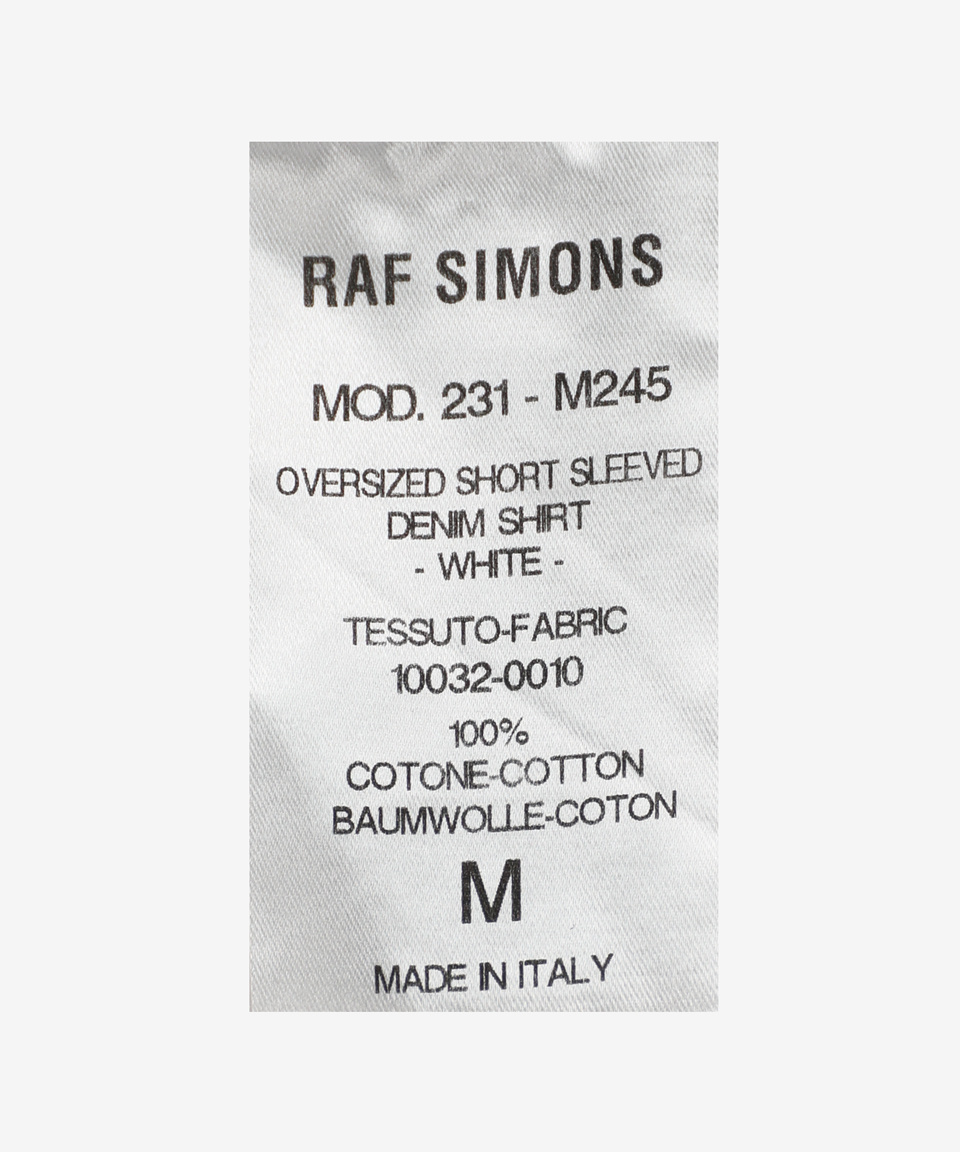 RAF SIMONS
MOD. 231 - M245
OVERSIZED SHORT SLEEVED
DENIM SHIRT
- WHITE -
TESSUTO-FABRIC
10032-0010
100%
COTONE-COTTON
BAUMWOLLE-COTON
M
MADE IN ITALY